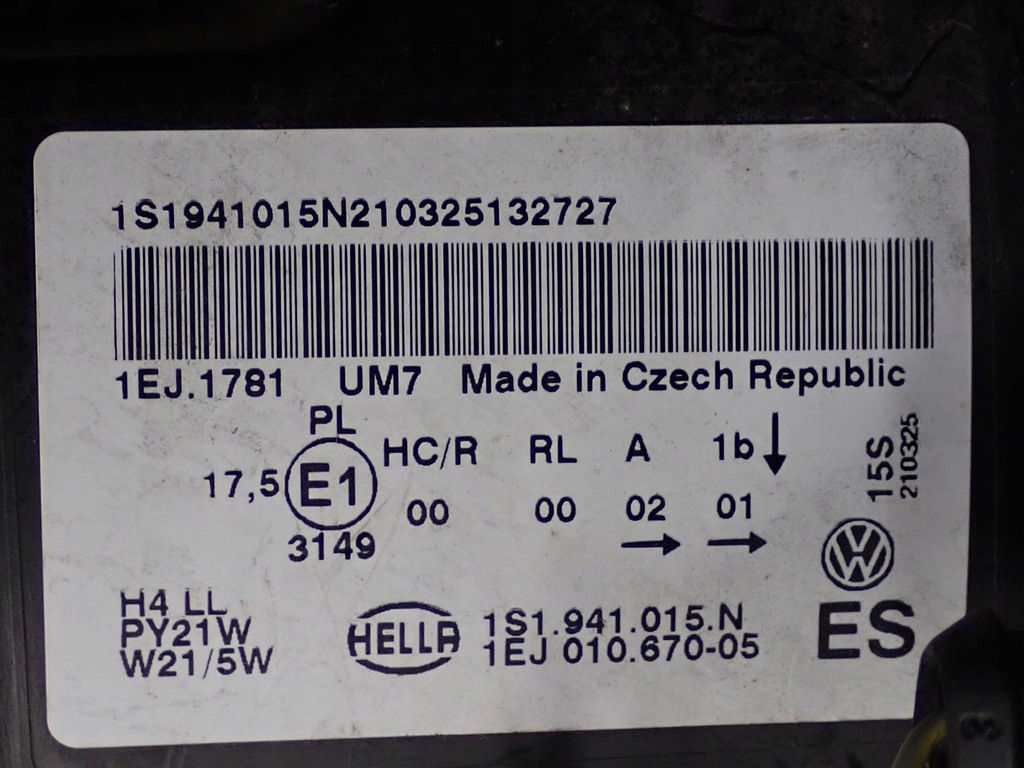 1S1941015N210325132727
1EJ.1781 UM7 Made in Czech Republic
PL
HC/R RL A 1b
17,5 E1
00 00 02 01
3149
15S
210325
H4 LL
PY21W
W21/5W
HELLA
1S1.941.015.N
1EJ 010.670-05
VW
ES